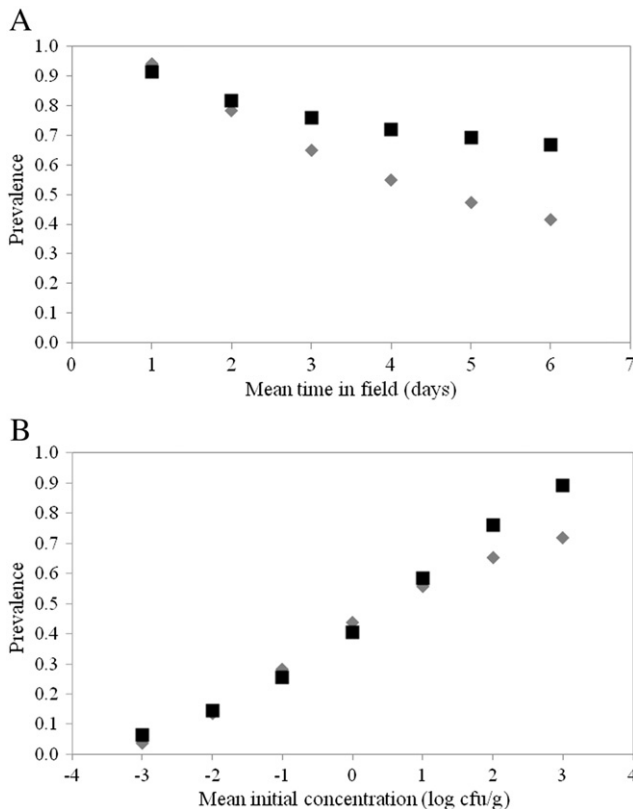 A
1.0
0.9
0.8
0.7
0.6
0.5
0.4
0.3
0.2
0.1
0.0
Prevalence
0 1 2 3 4 5 6 7
Mean time in field (days)
B
1.0
0.9
0.8
0.7
0.6
0.5
0.4
0.3
0.2
0.1
0.0
Prevalence
-4 -3 -2 -1 0 1 2 3 4
Mean initial concentration (log cfu/g)